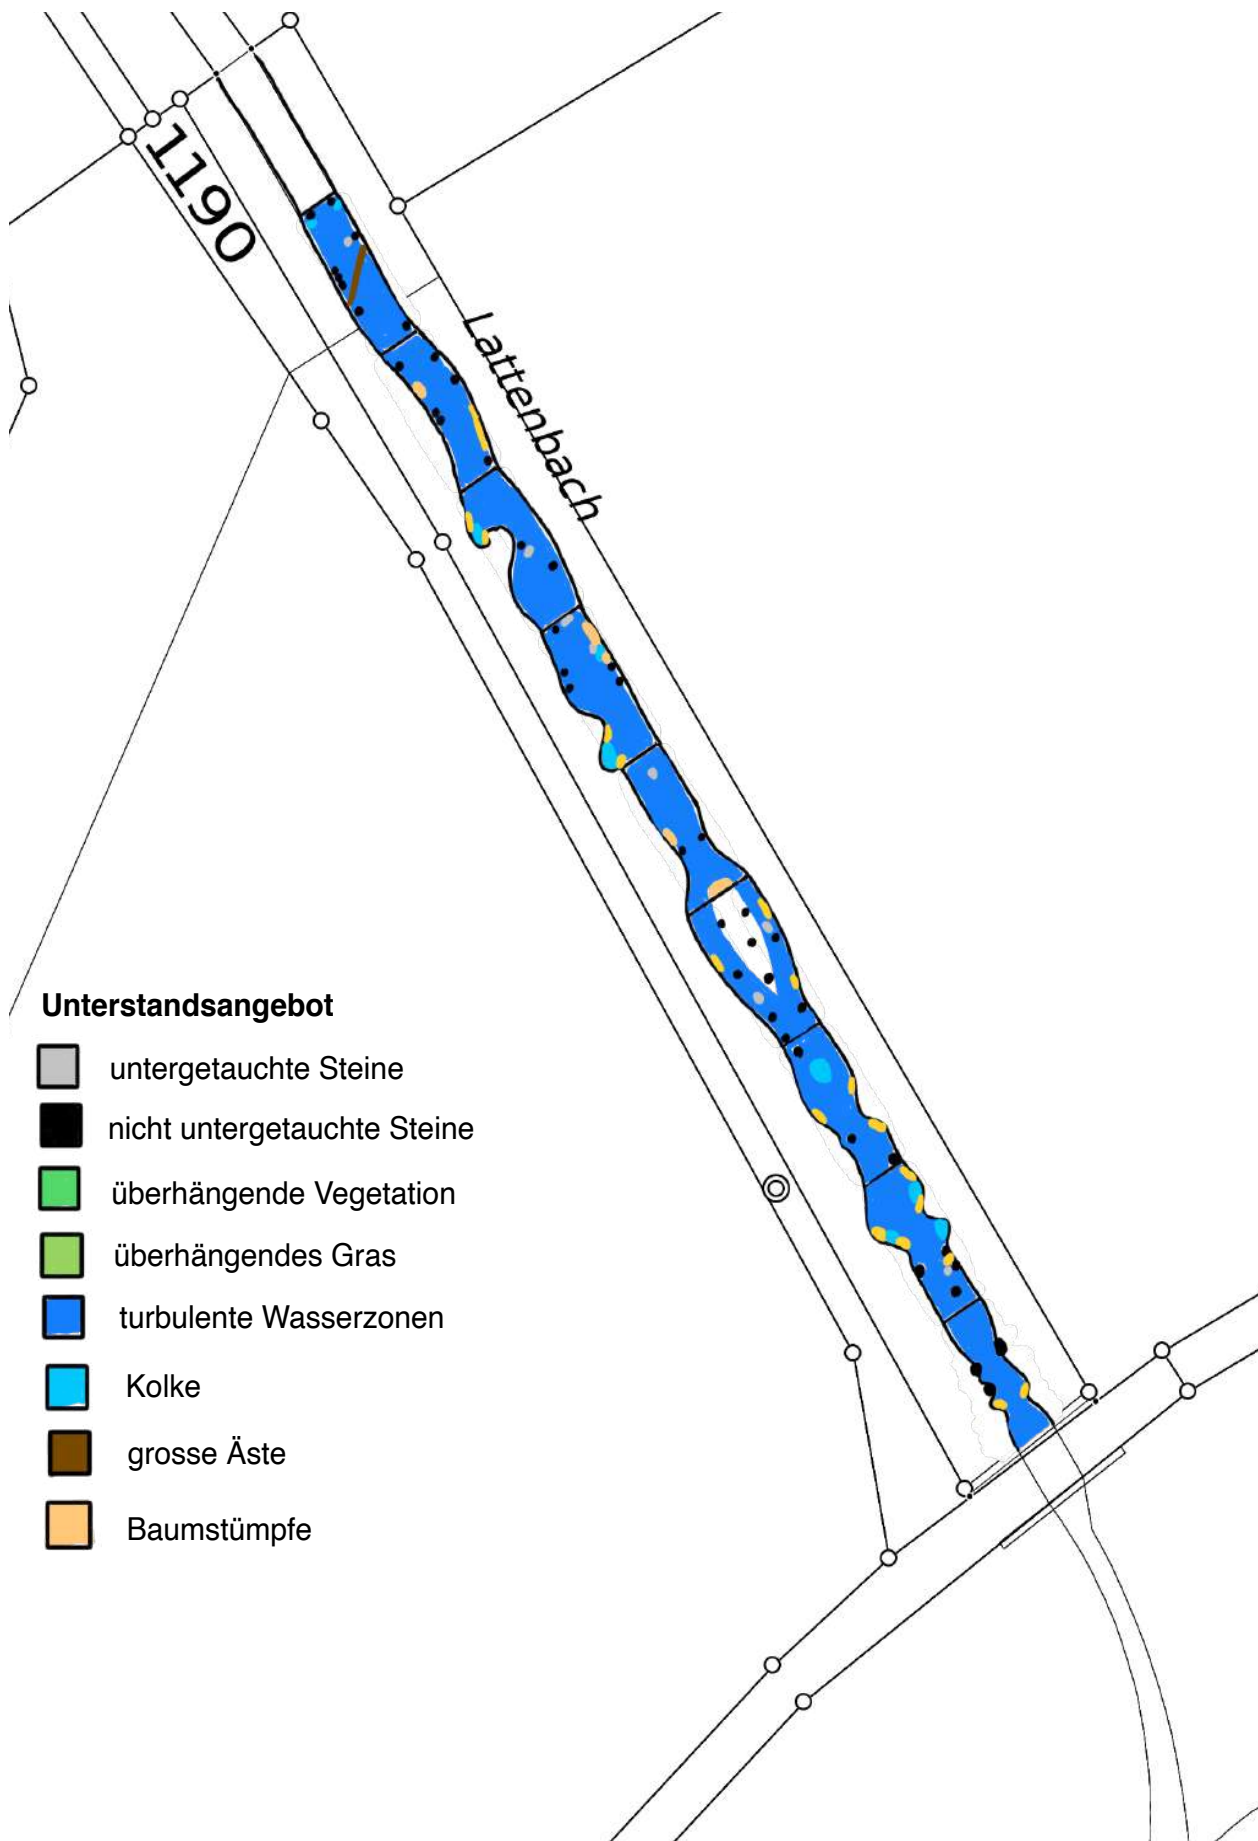 1190
Lattenbach
Unterstandsangebot
untergetauchte Steine
nicht untergetauchte Steine
überhängende Vegetation
überhängendes Gras
turbulente Wasserzonen
Kolke
grosse Äste
Baumstümpfe